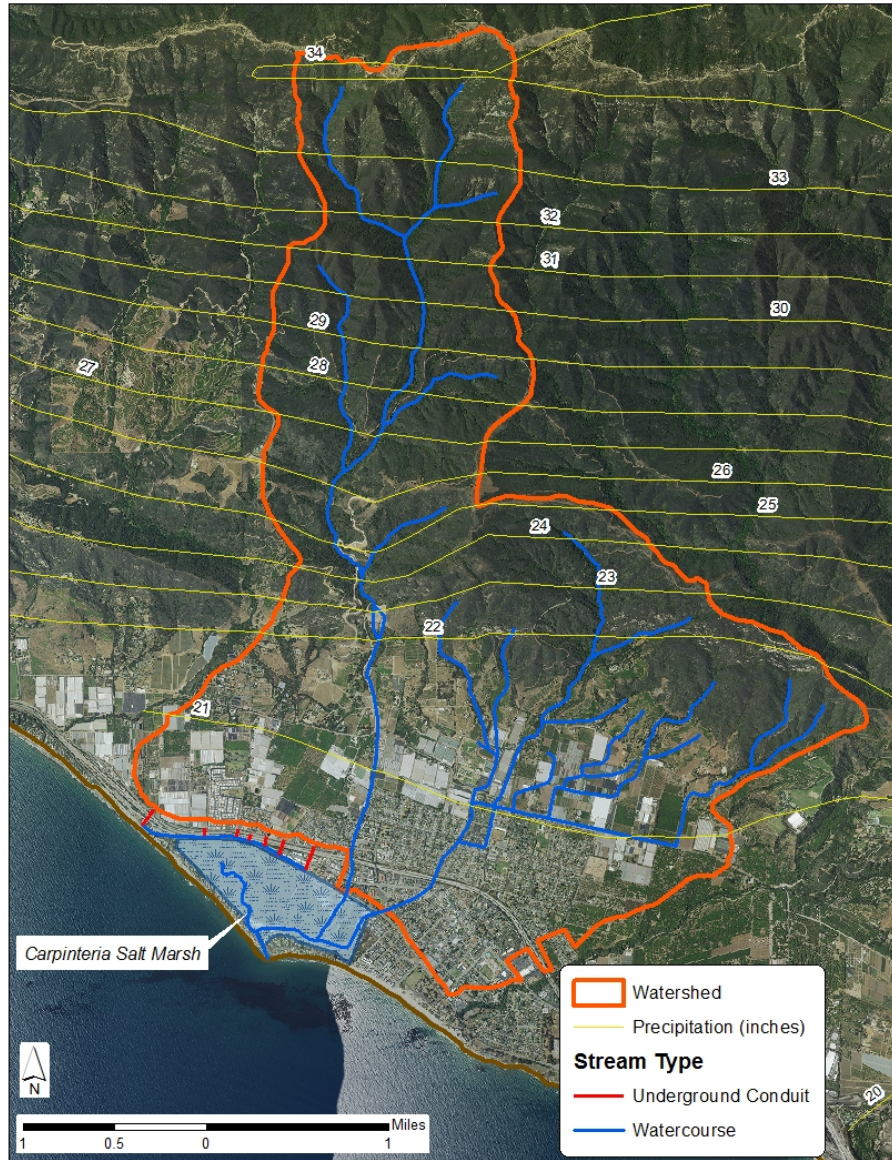 34
33
32
31
30
29
28
27
26
25
24
23
22
21
20
Carpinteria Salt Marsh
N
1 0.5 0 1 Miles
Watershed
Precipitation (inches)
Stream Type
Underground Conduit
Watercourse